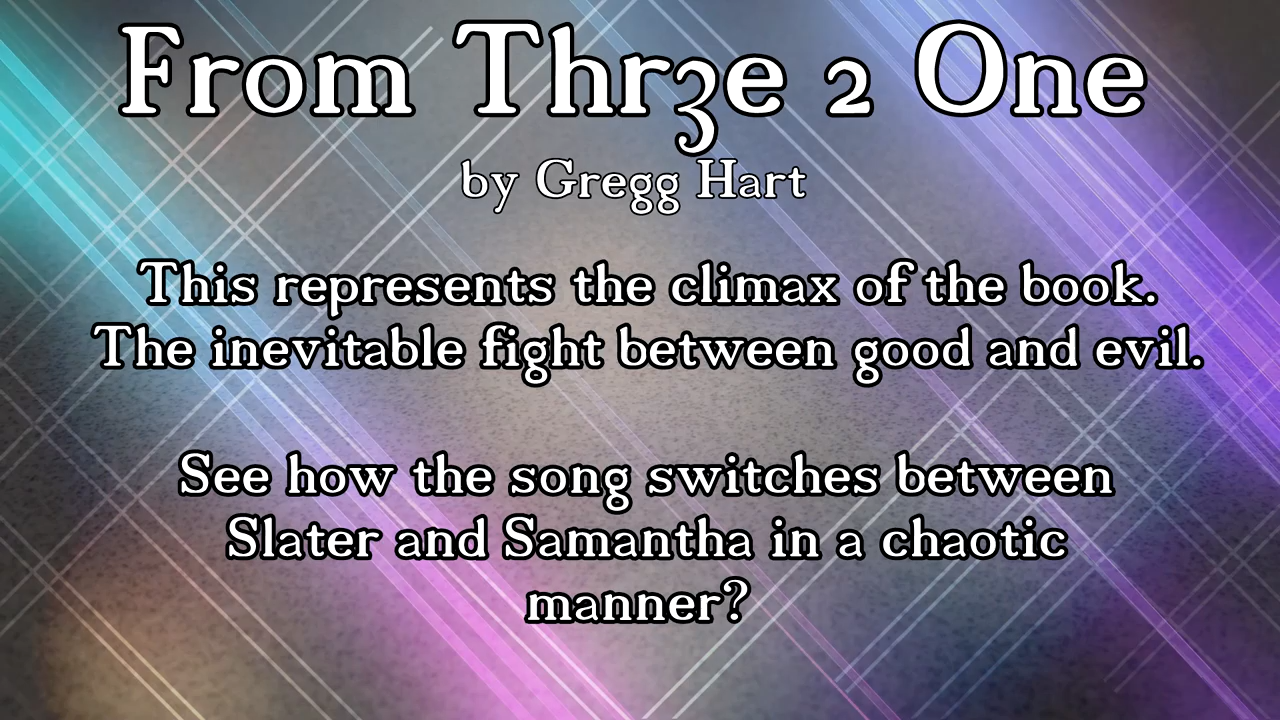 From Thr3e 2 One
by Gregg Hart
This represents the climax of the book.
The inevitable fight between good and evil.
See how the song switches between
Slater and Samantha in a chaotic
manner?